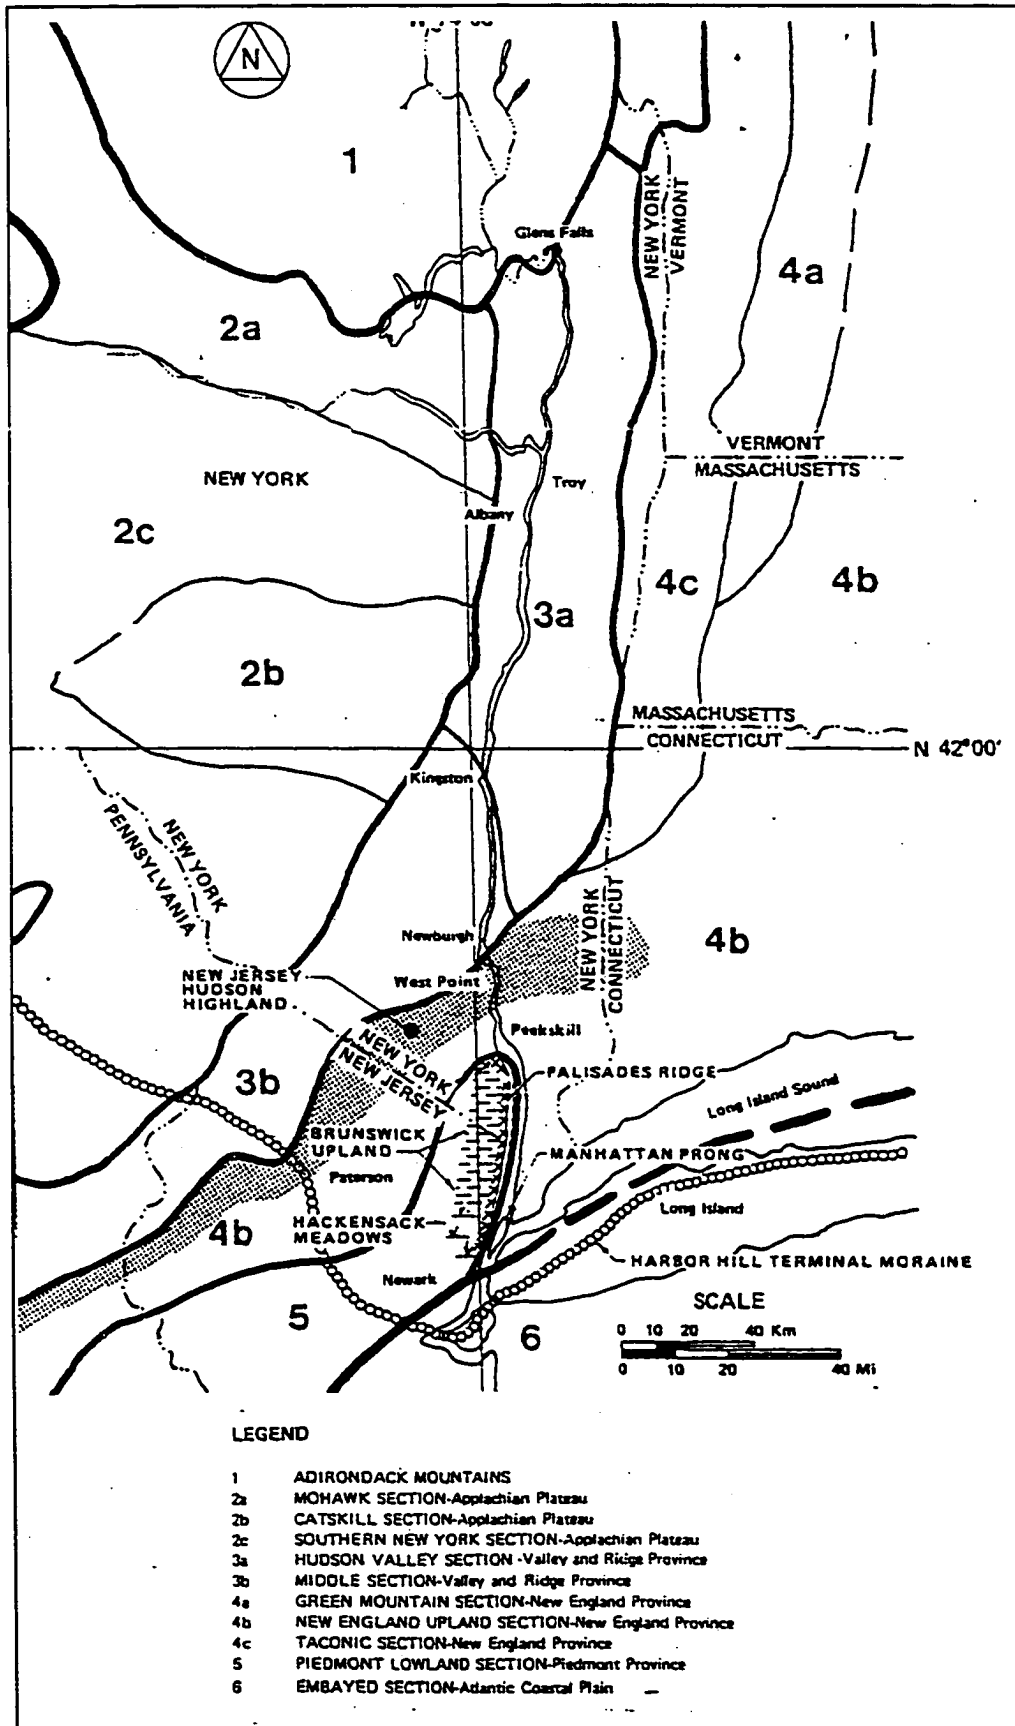 N
1
Glens Falls
NEW YORK
VERMONT
4a
2a
VERMONT
MASSACHUSETTS
NEW YORK
Troy
Albany
2c
4c
4b
3a
2b
MASSACHUSETTS
CONNECTICUT
N 42°00'
Kingston
NEW YORK
PENNSYLVANIA
NEW YORK
CONNECTICUT
Newburgh
4b
West Point
NEW JERSEY
HUDSON
HIGHLAND
Peekskill
NEW YORK
NEW JERSEY
3b
PALISADES RIDGE
Long Island Sound
BRUNSWICK
UPLAND
MANHATTAN PRONG
Paterson
Long Island
HACKENSACK
MEADOWS
4b
HARBOR HILL TERMINAL MORAINE
Newark
SCALE
5
6
0 10 20 40 Km
0 10 20 40 Mi
LEGEND
1 ADIRONDACK MOUNTAINS
2a MOHAWK SECTION-Applachian Plateau
2b CATSKILL SECTION-Applachian Plateau
2c SOUTHERN NEW YORK SECTION-Applachian Plateau
3a HUDSON VALLEY SECTION -Valley and Ridge Province
3b MIDDLE SECTION-Valley and Ridge Province
4a GREEN MOUNTAIN SECTION-New England Province
4b NEW ENGLAND UPLAND SECTION-New England Province
4c TACONIC SECTION-New England Province
5 PIEDMONT LOWLAND SECTION-Piedmont Province
6 EMBAYED SECTION-Atlantic Coastal Plain